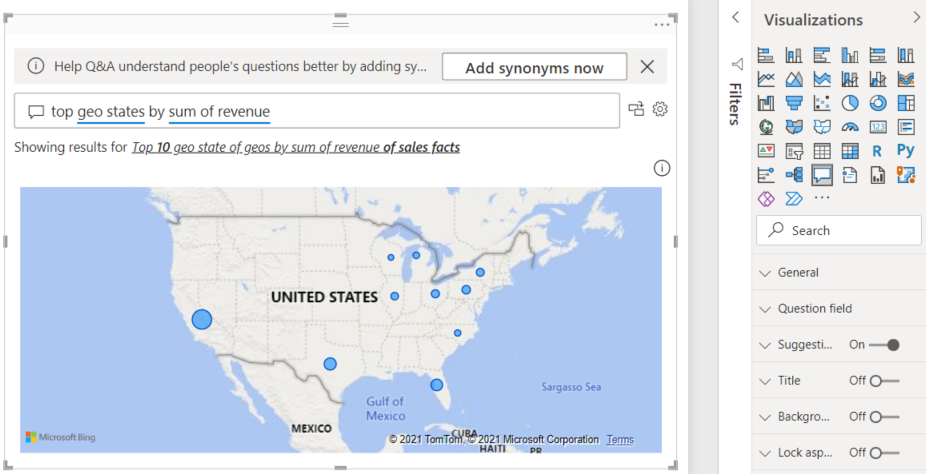 Help Q&A understand people's questions better by adding sy...
Add synonyms now
top geo states by sum of revenue
Showing results for Top 10 geo state of geos by sum of revenue of sales facts
UNITED STATES
Gulf of
Mexico
Sargasso Sea
MEXICO
CUBA
HAITI
PR
Microsoft Bing
© 2021 TomTom, © 2021 Microsoft Corporation Terms
Filters
Visualizations
123
R
Py
...
Search
General
Question field
Suggesti... On
Title Off
Backgro... Off
Lock asp... Off